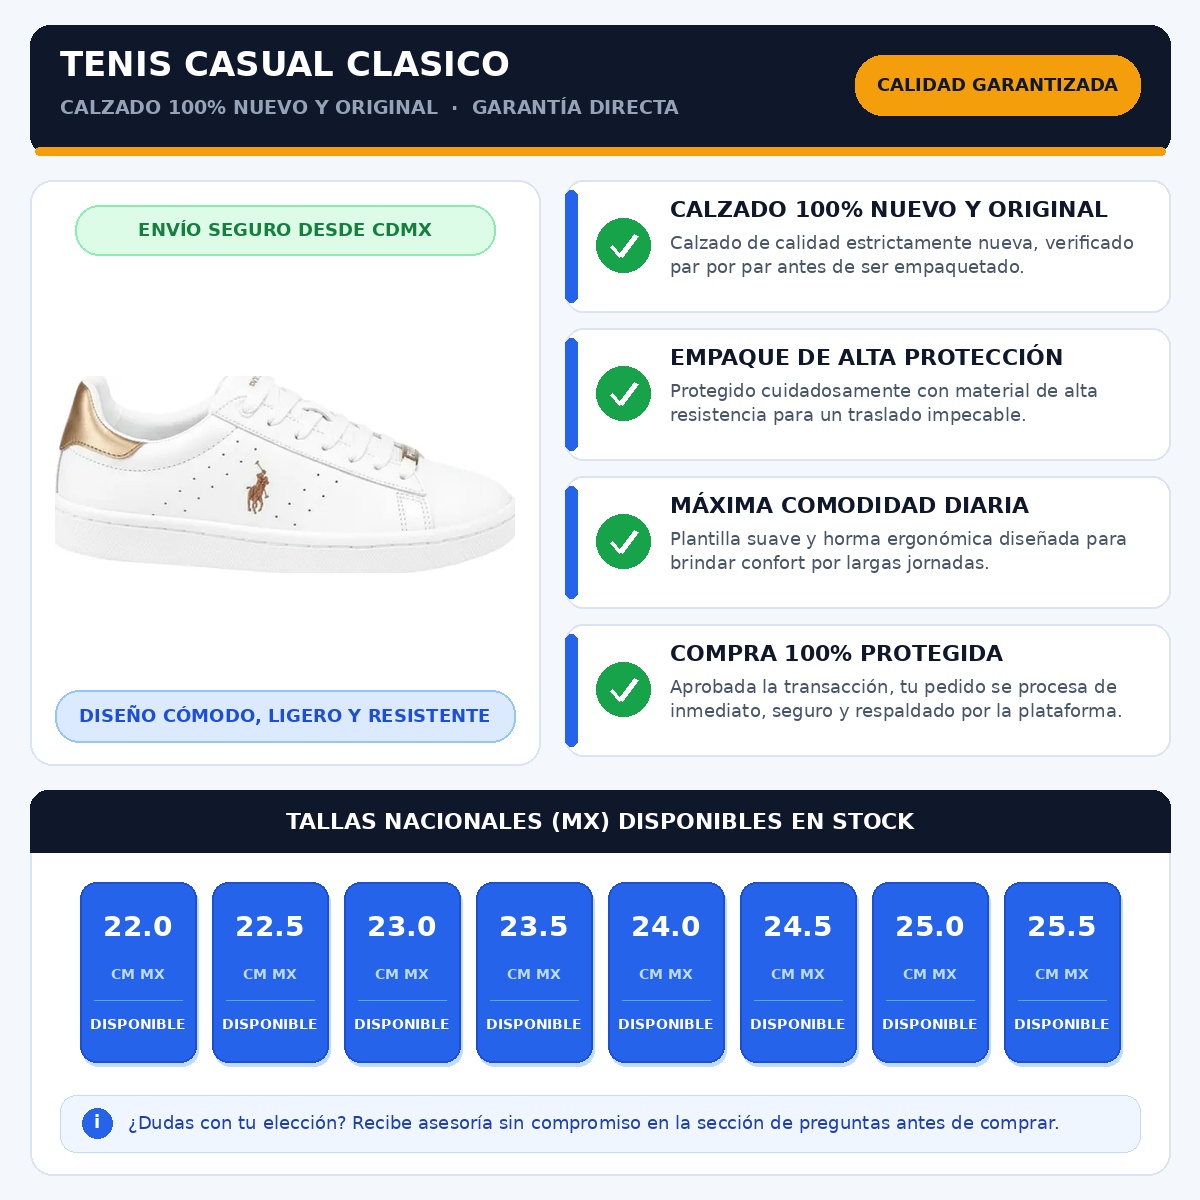 TENIS CASUAL CLASICO
CALZADO 100% NUEVO Y ORIGINAL · GARANTÍA DIRECTA
CALIDAD GARANTIZADA
ENVÍO SEGURO DESDE CDMX
DISEÑO CÓMODO, LIGERO Y RESISTENTE
CALZADO 100% NUEVO Y ORIGINAL
Calzado de calidad estrictamente nueva, verificado
par por par antes de ser empaquetado.
EMPAQUE DE ALTA PROTECCIÓN
Protegido cuidadosamente con material de alta
resistencia para un traslado impecable.
MÁXIMA COMODIDAD DIARIA
Plantilla suave y horma ergonómica diseñada para
brindar confort por largas jornadas.
COMPRA 100% PROTEGIDA
Aprobada la transacción, tu pedido se procesa de
inmediato, seguro y respaldado por la plataforma.
TALLAS NACIONALES (MX) DISPONIBLES EN STOCK
22.0
CM MX
DISPONIBLE
22.5
CM MX
DISPONIBLE
23.0
CM MX
DISPONIBLE
23.5
CM MX
DISPONIBLE
24.0
CM MX
DISPONIBLE
24.5
CM MX
DISPONIBLE
25.0
CM MX
DISPONIBLE
25.5
CM MX
DISPONIBLE
i
¿Dudas con tu elección? Recibe asesoría sin compromiso en la sección de preguntas antes de comprar.